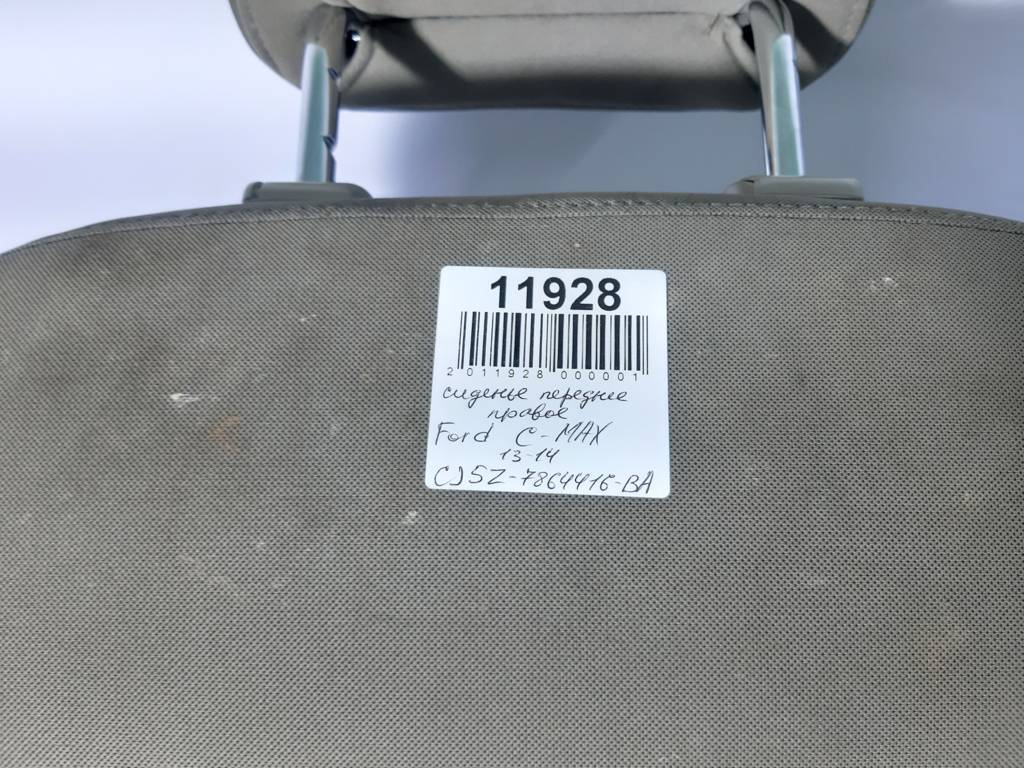 11928
2 011928 000001
сиденье переднее
правое
Ford C-MAX
13-14
CJ5Z-7864416-BA